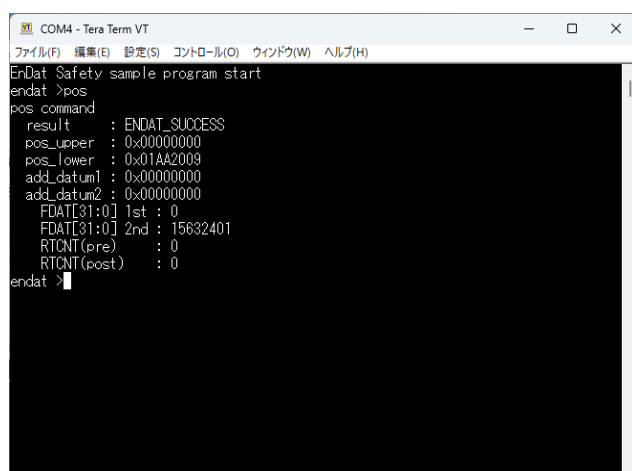 COM4 - Tera Term VT
ファイル(F) 編集(E) 設定(S) コントロール(O) ウィンドウ(W) ヘルプ(H)
EnDat Safety sample program start
endat >pos
pos command
result : ENDAT_SUCCESS
pos_upper : 0x00000000
pos_lower : 0x01AA2009
add_datum1 : 0x00000000
add_datum2 : 0x00000000
FDAT[31:0] 1st : 0
FDAT[31:0] 2nd : 15632401
RTCNT(pre) : 0
RTCNT(post) : 0
endat >